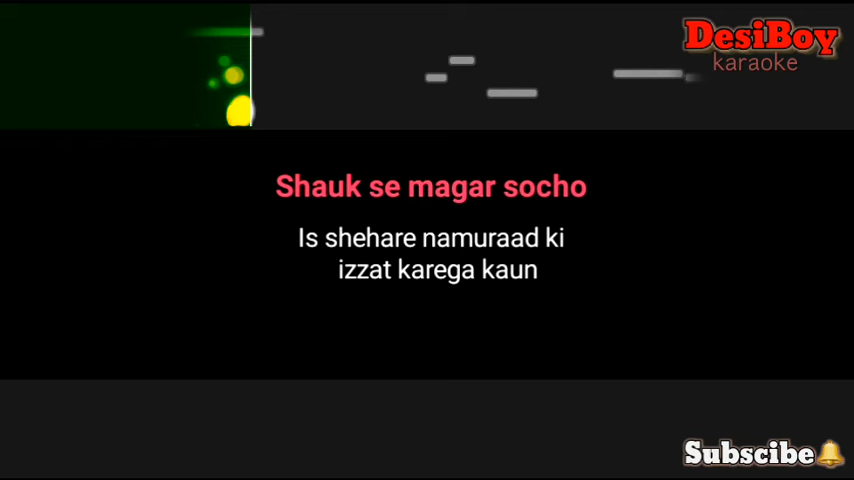 DesiBoy
karaoke
Shauk se magar socho
Is shehare namuraad ki
izzat karega kaun
Subscibe